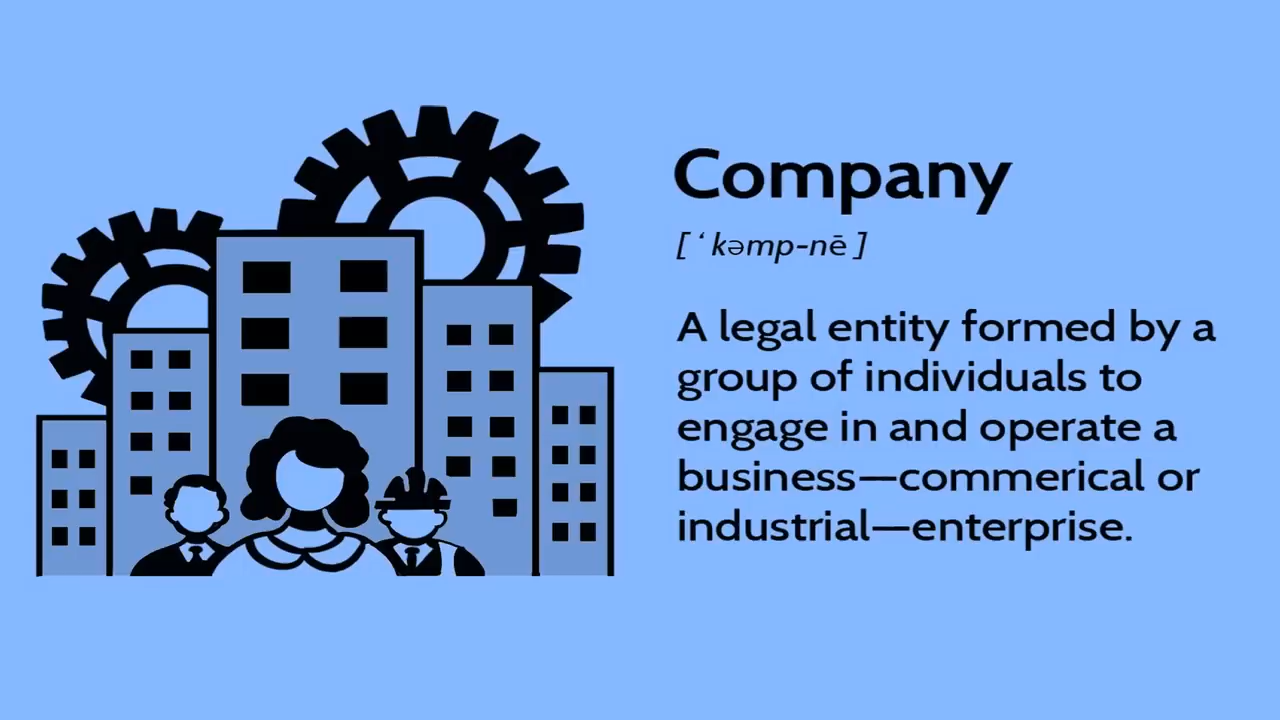 Company
[ ‘ kəmp-nē ]
A legal entity formed by a
group of individuals to
engage in and operate a
business—commerical or
industrial—enterprise.